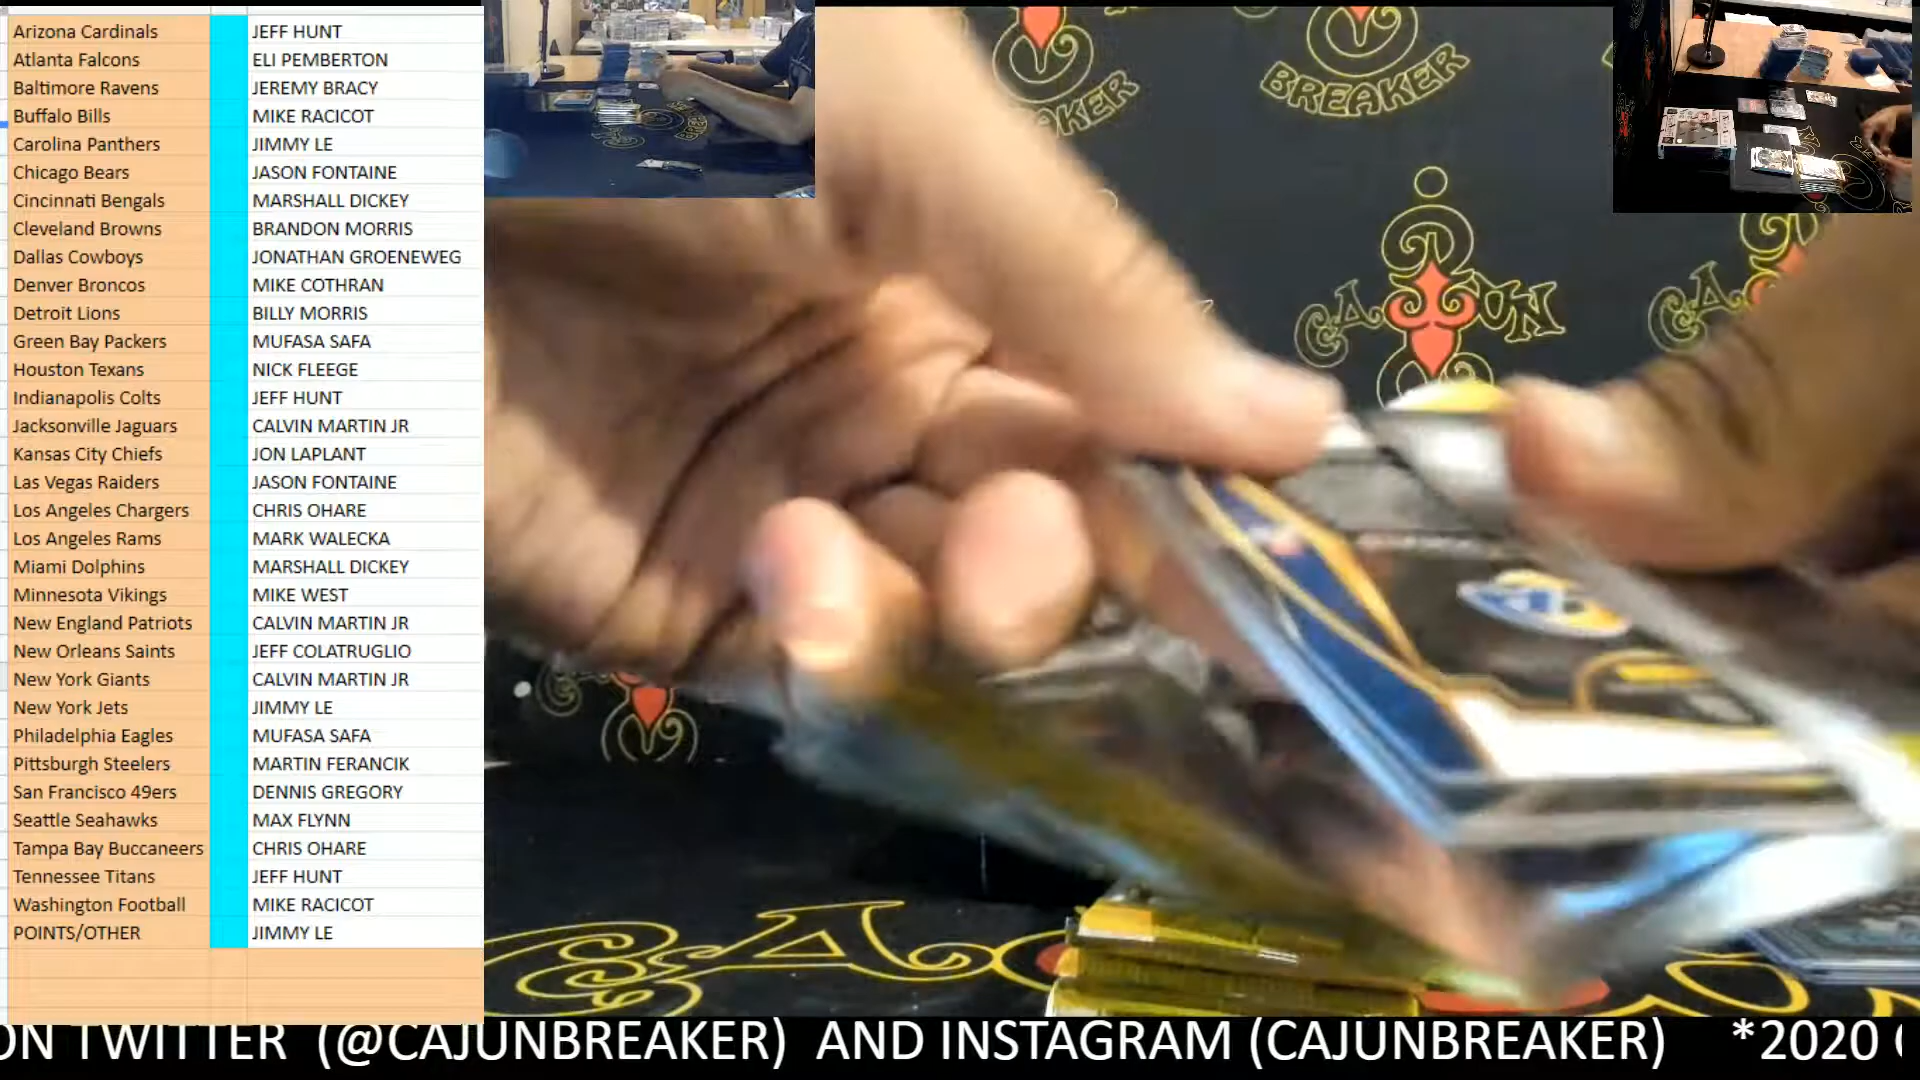 Arizona Cardinals JEFF HUNT
Atlanta Falcons ELI PEMBERTON
Baltimore Ravens JEREMY BRACY
Buffalo Bills MIKE RACICOT
Carolina Panthers JIMMY LE
Chicago Bears JASON FONTAINE
Cincinnati Bengals MARSHALL DICKEY
Cleveland Browns BRANDON MORRIS
Dallas Cowboys JONATHAN GROENEWEG
Denver Broncos MIKE COTHRAN
Detroit Lions BILLY MORRIS
Green Bay Packers MUFASA SAFA
Houston Texans NICK FLEEGE
Indianapolis Colts JEFF HUNT
Jacksonville Jaguars CALVIN MARTIN JR
Kansas City Chiefs JON LAPLANT
Las Vegas Raiders JASON FONTAINE
Los Angeles Chargers CHRIS OHARE
Los Angeles Rams MARK WALECKA
Miami Dolphins MARSHALL DICKEY
Minnesota Vikings MIKE WEST
New England Patriots CALVIN MARTIN JR
New Orleans Saints JEFF COLATRUGLIO
New York Giants CALVIN MARTIN JR
New York Jets JIMMY LE
Philadelphia Eagles MUFASA SAFA
Pittsburgh Steelers MARTIN FERANCIK
San Francisco 49ers DENNIS GREGORY
Seattle Seahawks MAX FLYNN
Tampa Bay Buccaneers CHRIS OHARE
Tennessee Titans JEFF HUNT
Washington Football MIKE RACICOT
POINTS/OTHER JIMMY LE
BREAKER
BREAKER
CAJUN
ON TWITTER (@CAJUNBREAKER) AND INSTAGRAM (CAJUNBREAKER) *2020